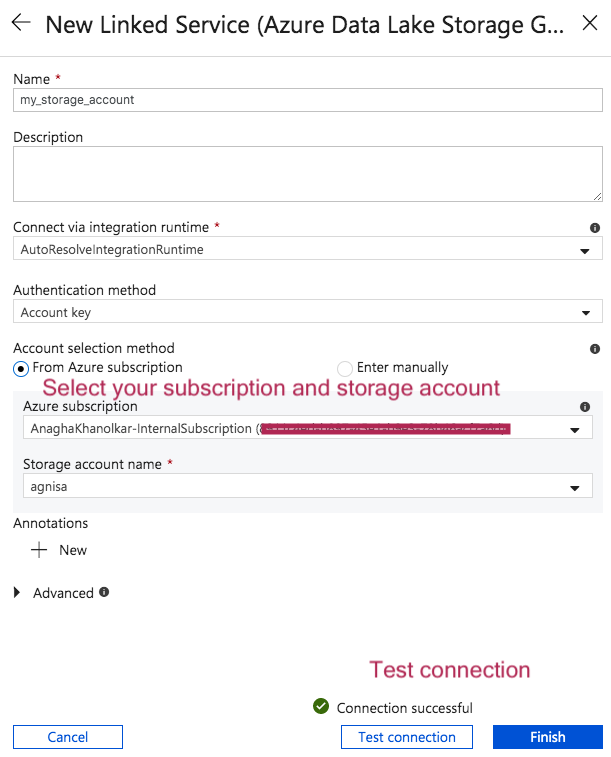 New Linked Service (Azure Data Lake Storage G...
Name *
my_storage_account
Description
Connect via integration runtime *
AutoResolveIntegrationRuntime
Authentication method
Account key
Account selection method
From Azure subscription
Enter manually
Select your subscription and storage account
Azure subscription
AnaghaKhanolkar-InternalSubscription (
Storage account name *
agnisa
Annotations
New
Advanced
Test connection
Connection successful
Cancel
Test connection
Finish